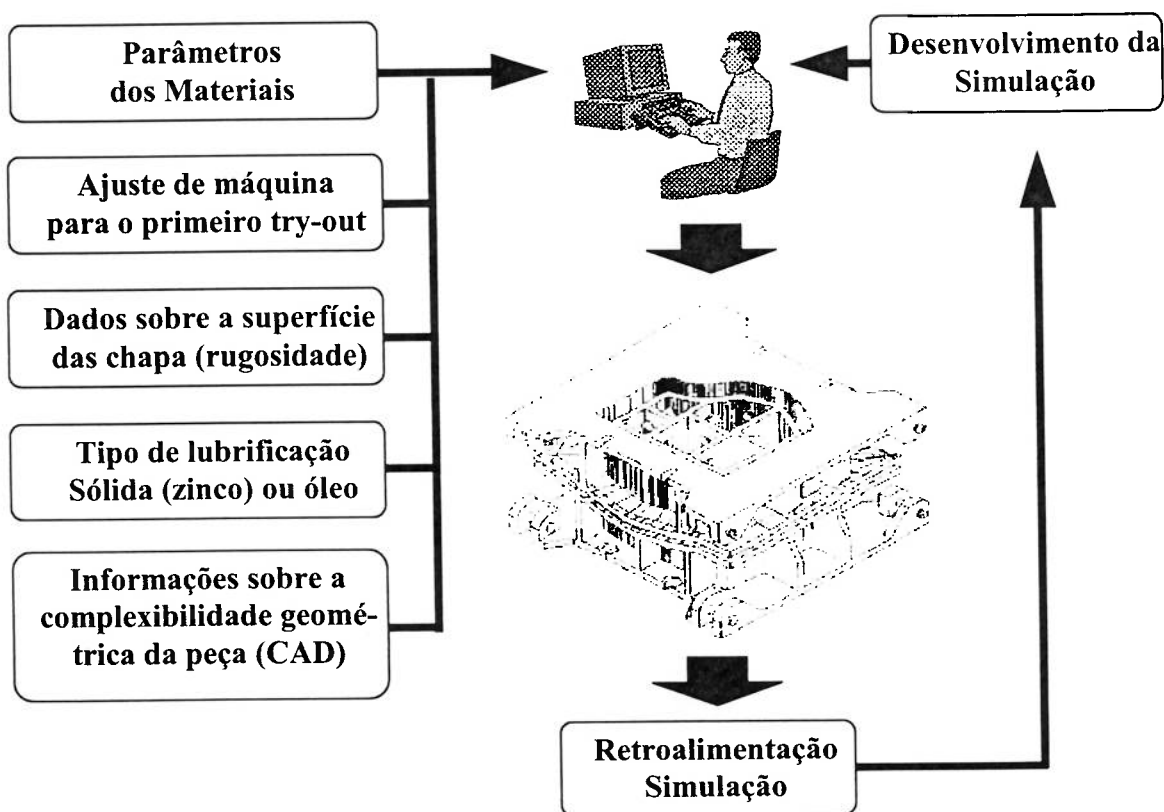 Parâmetros
dos Materiais
Ajuste de máquina
para o primeiro try-out
Dados sobre a superfície
das chapa (rugosidade)
Tipo de lubrificação
Sólida (zinco) ou óleo
Informações sobre a
complexibilidade geomé-
trica da peça (CAD)
Desenvolvimento da
Simulação
Retroalimentação
Simulação